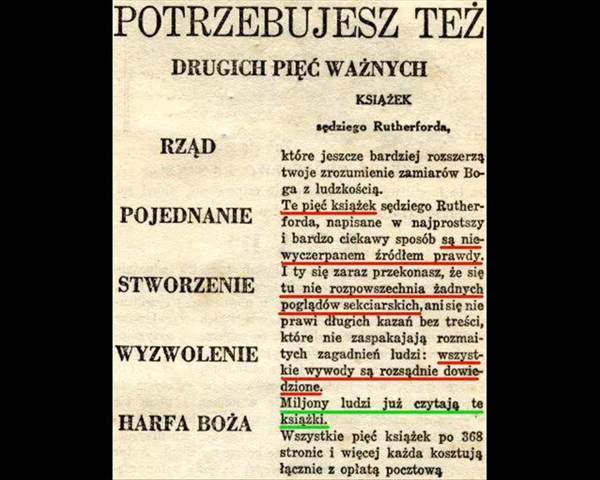 POTRZEBUJESZ TEŻ
DRUGICH PIĘĆ WAŻNYCH
KSIĄŻEK
sędziego Rutherforda,
RZĄD
POJEDNANIE
STWORZENIE
WYZWOLENIE
HARFA BOŻA
które jeszcze bardziej rozszerzą
twoje zrozumienie zamiarów Bo-
ga z ludzkością.
Te pięć książek sędziego Ruther-
forda, napisane w najprostszy
i bardzo ciekawy sposób są nie-
wyczerpanem źródłem prawdy.
I ty się zaraz przekonasz, że się
tu nie rozpowszechnia żadnych
poglądów sekciarskich, ani się nie
prawi długich kazań bez treści,
które nie zaspakajają rozmai-
tych zagadnień ludzi: wszyst-
kie wywody są rozsądnie dowie-
dzione.
Miljony ludzi już czytają te
książki.
Wszystkie pięć książek po 368
stronic i więcej każda kosztują
łącznie z opłatą pocztową